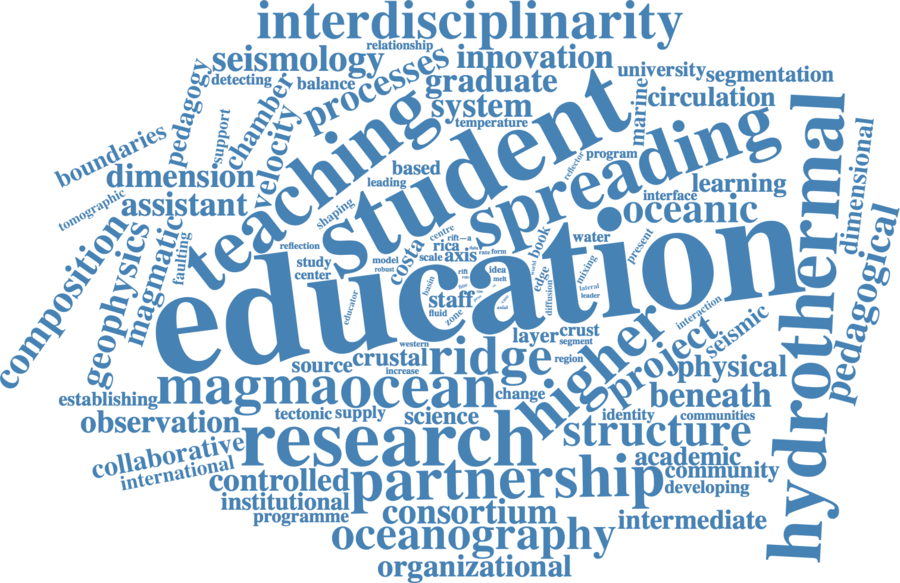 interdisciplinarity
relationship
seismology
innovation
detecting
balance
processes
graduate
university
segmentation
pedagogy
chamber
system
marine
circulation
support
temperature
boundaries
velocity
teaching
student
spreading
reflector
program
dimension
based
leading
learning
interface
dimensional
tomographic
assistant
shaping
oceanic
composition
geophysics
magmatic
faulting
reflection
costa
centre
rift—a
rica
axis
scale
rate
form
book
water
present
hydrothermal
pedagogical
study
center
model
robust
education
idea
rift
melt
edge
mixing
diffusion
lateral
leader
basin
educator
staff
fluid
zone
axial
interaction
layer
crust
segment
seismic
western
source
crustal
ridge
region
higher
project
physical
increase
magma
ocean
change
establishing
beneath
observation
tectonic
supply
science
identity
communities
research
structure
collaborative
international
academic
community
controlled
partnership
developing
institutional
programme
consortium
intermediate
oceanography
organizational